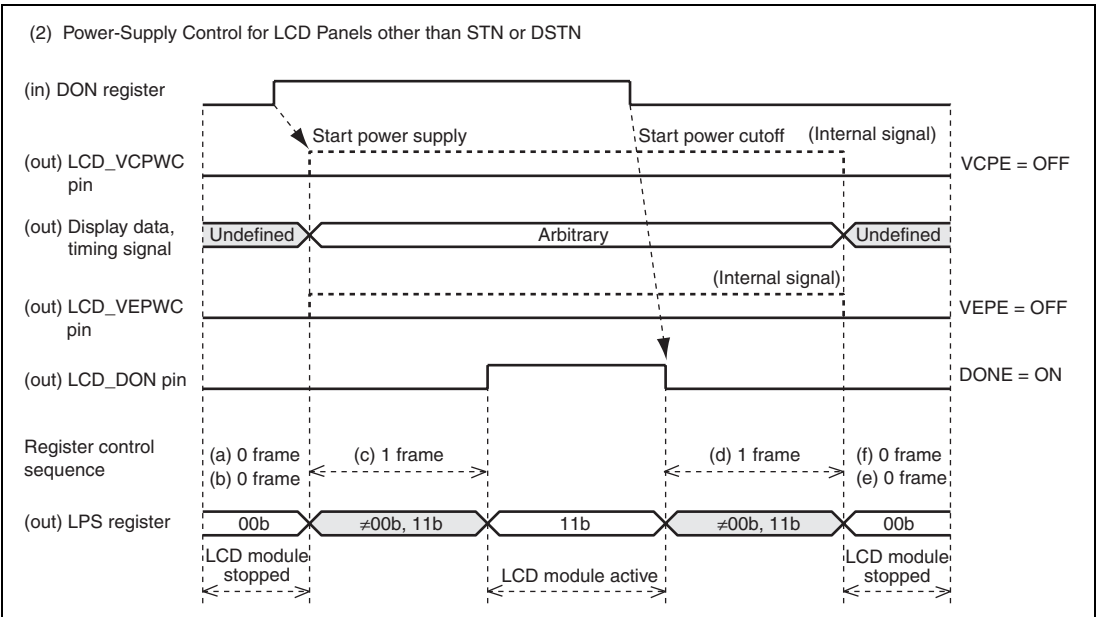 (2) Power-Supply Control for LCD Panels other than STN or DSTN
(in) DON register
Start power supply
Start power cutoff
(Internal signal)
(out) LCD_VCPWC
pin
VCPE = OFF
(out) Display data,
timing signal
Undefined
Arbitrary
Undefined
(Internal signal)
(out) LCD_VEPWC
pin
VEPE = OFF
(out) LCD_DON pin
DONE = ON
Register control
sequence
(a) 0 frame
(b) 0 frame
(c) 1 frame
(d) 1 frame
(f) 0 frame
(e) 0 frame
(out) LPS register
00b
≠00b, 11b
11b
≠00b, 11b
00b
LCD module
stopped
LCD module active
LCD module
stopped